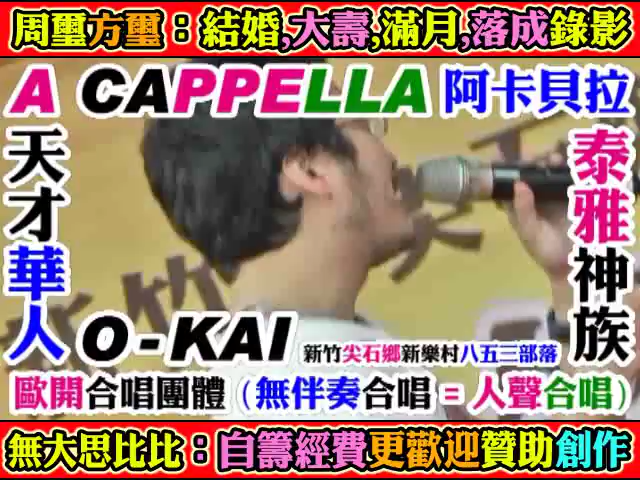 周璽方璽：結婚,大壽,滿月,落成錄影
A CAPPELLA 阿卡貝拉
天才華人
泰雅神族
新竹
O-KAI 新竹尖石鄉新樂村八五三部落
歐開合唱團體（無伴奏合唱 = 人聲合唱）
無大思比比：自籌經費更歡迎贊助創作